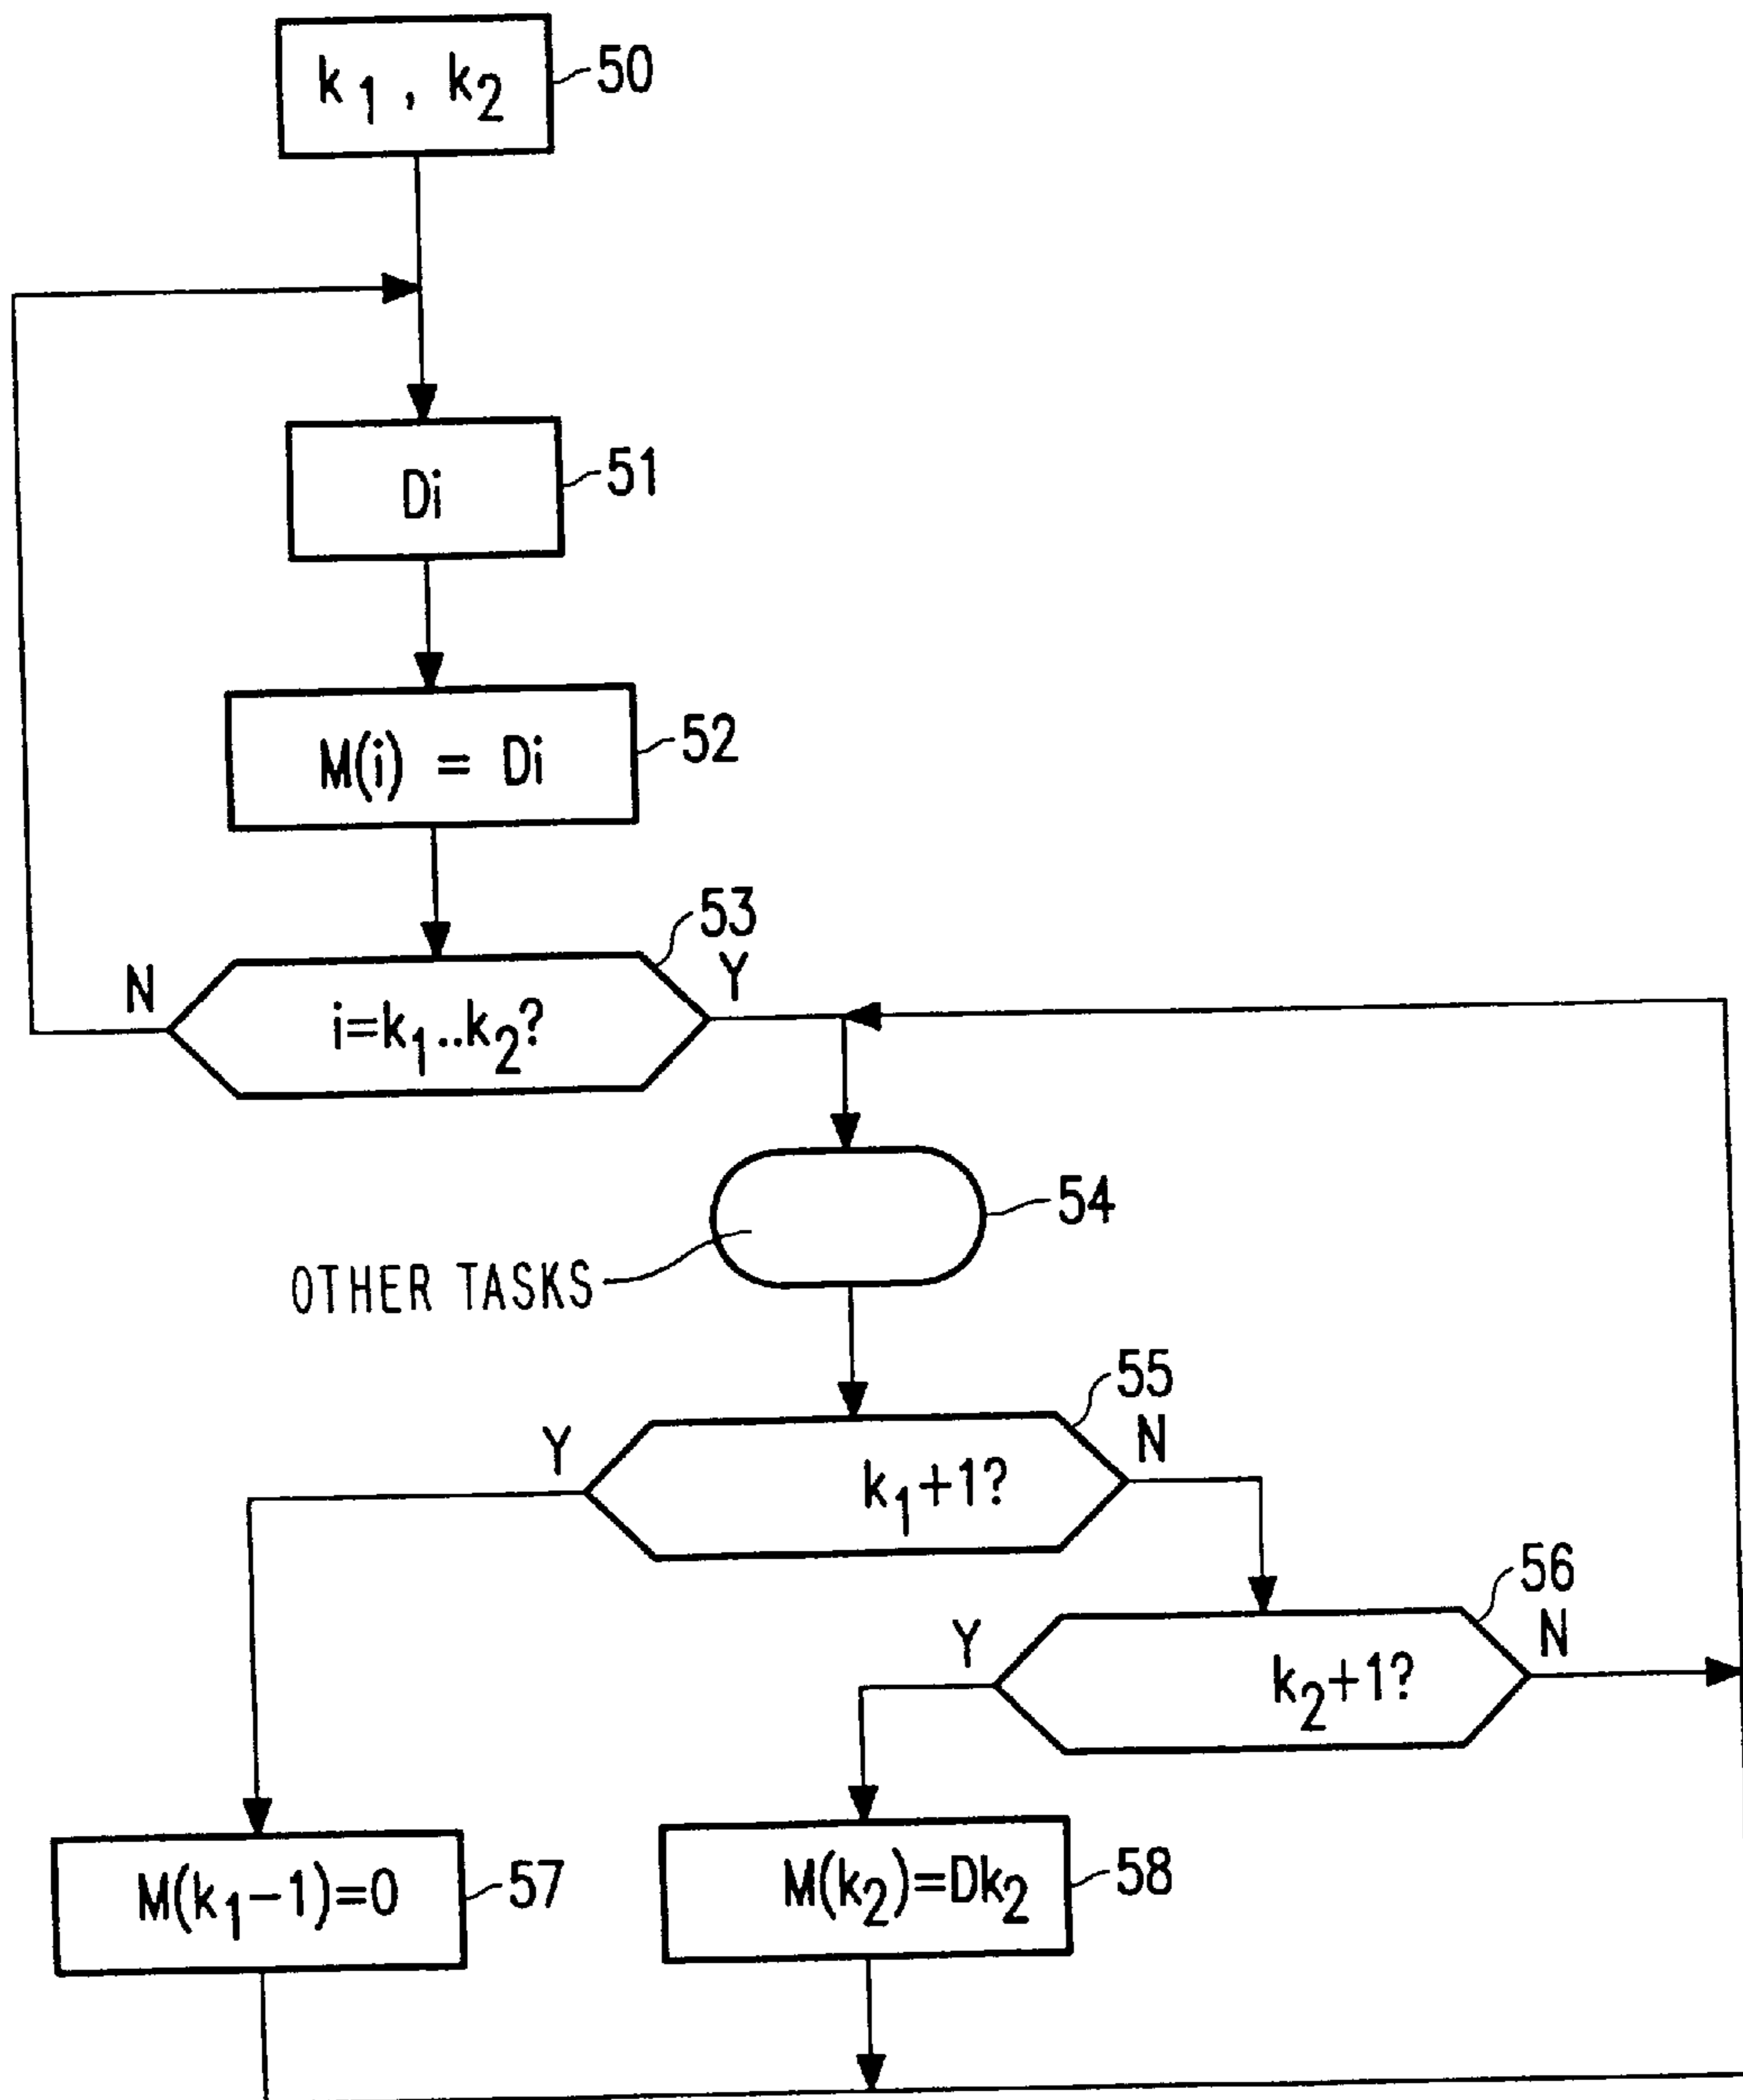 k₁ , k₂
50
Di
51
M(i) = Di
52
53
N
Y
i=k₁..k₂?
54
OTHER TASKS
55
Y
N
k₁+1?
56
Y
N
k₂+1?
M(k₁-1)=0
57
M(k₂)=Dk₂
58